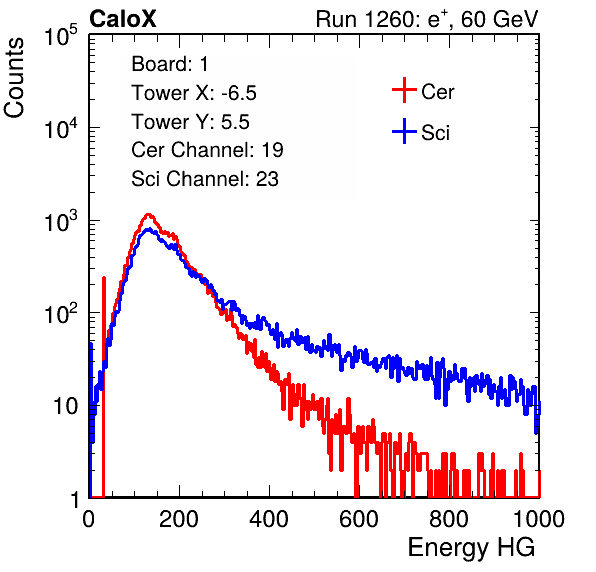 CaloX Run 1260: e⁺, 60 GeV
Counts
Board: 1
Tower X: -6.5
Tower Y: 5.5
Cer Channel: 19
Sci Channel: 23
Cer
Sci
10⁵
10⁴
10³
10²
10
1
0 200 400 600 800 1000
Energy HG